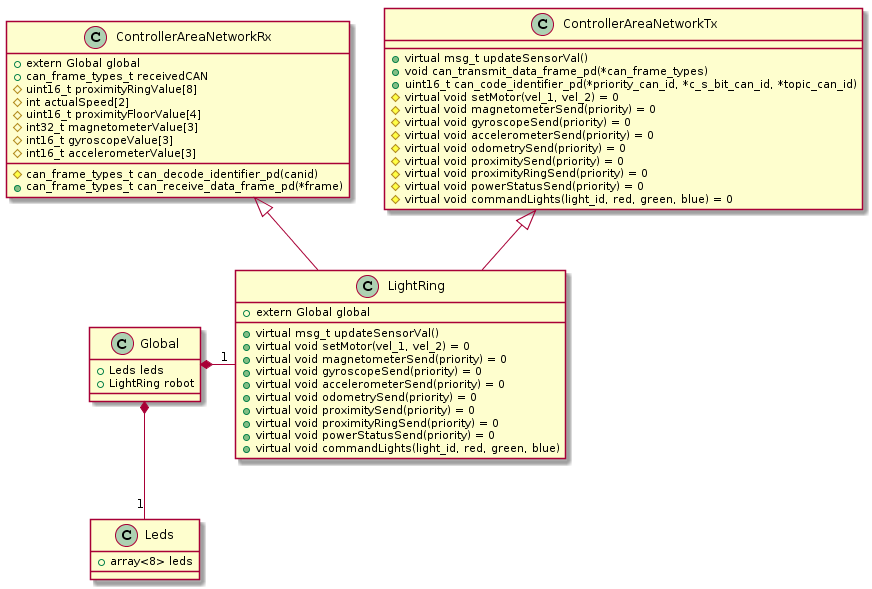 C ControllerAreaNetworkRx
extern Global global
can_frame_types_t receivedCAN
uint16_t proximityRingValue[8]
int actualSpeed[2]
uint16_t proximityFloorValue[4]
int32_t magnetometerValue[3]
int16_t gyroscopeValue[3]
int16_t accelerometerValue[3]
can_frame_types_t can_decode_identifier_pd(canid)
can_frame_types_t can_receive_data_frame_pd(*frame)
C ControllerAreaNetworkTx
virtual msg_t updateSensorVal()
void can_transmit_data_frame_pd(*can_frame_types)
uint16_t can_code_identifier_pd(*priority_can_id, *c_s_bit_can_id, *topic_can_id)
virtual void setMotor(vel_1, vel_2) = 0
virtual void magnetometerSend(priority) = 0
virtual void gyroscopeSend(priority) = 0
virtual void accelerometerSend(priority) = 0
virtual void odometrySend(priority) = 0
virtual void proximitySend(priority) = 0
virtual void proximityRingSend(priority) = 0
virtual void powerStatusSend(priority) = 0
virtual void commandLights(light_id, red, green, blue) = 0
C LightRing
extern Global global
virtual msg_t updateSensorVal()
virtual void setMotor(vel_1, vel_2) = 0
virtual void magnetometerSend(priority) = 0
virtual void gyroscopeSend(priority) = 0
virtual void accelerometerSend(priority) = 0
virtual void odometrySend(priority) = 0
virtual void proximitySend(priority) = 0
virtual void proximityRingSend(priority) = 0
virtual void powerStatusSend(priority) = 0
virtual void commandLights(light_id, red, green, blue)
C Global
Leds leds
LightRing robot
1
1
C Leds
array<8> leds